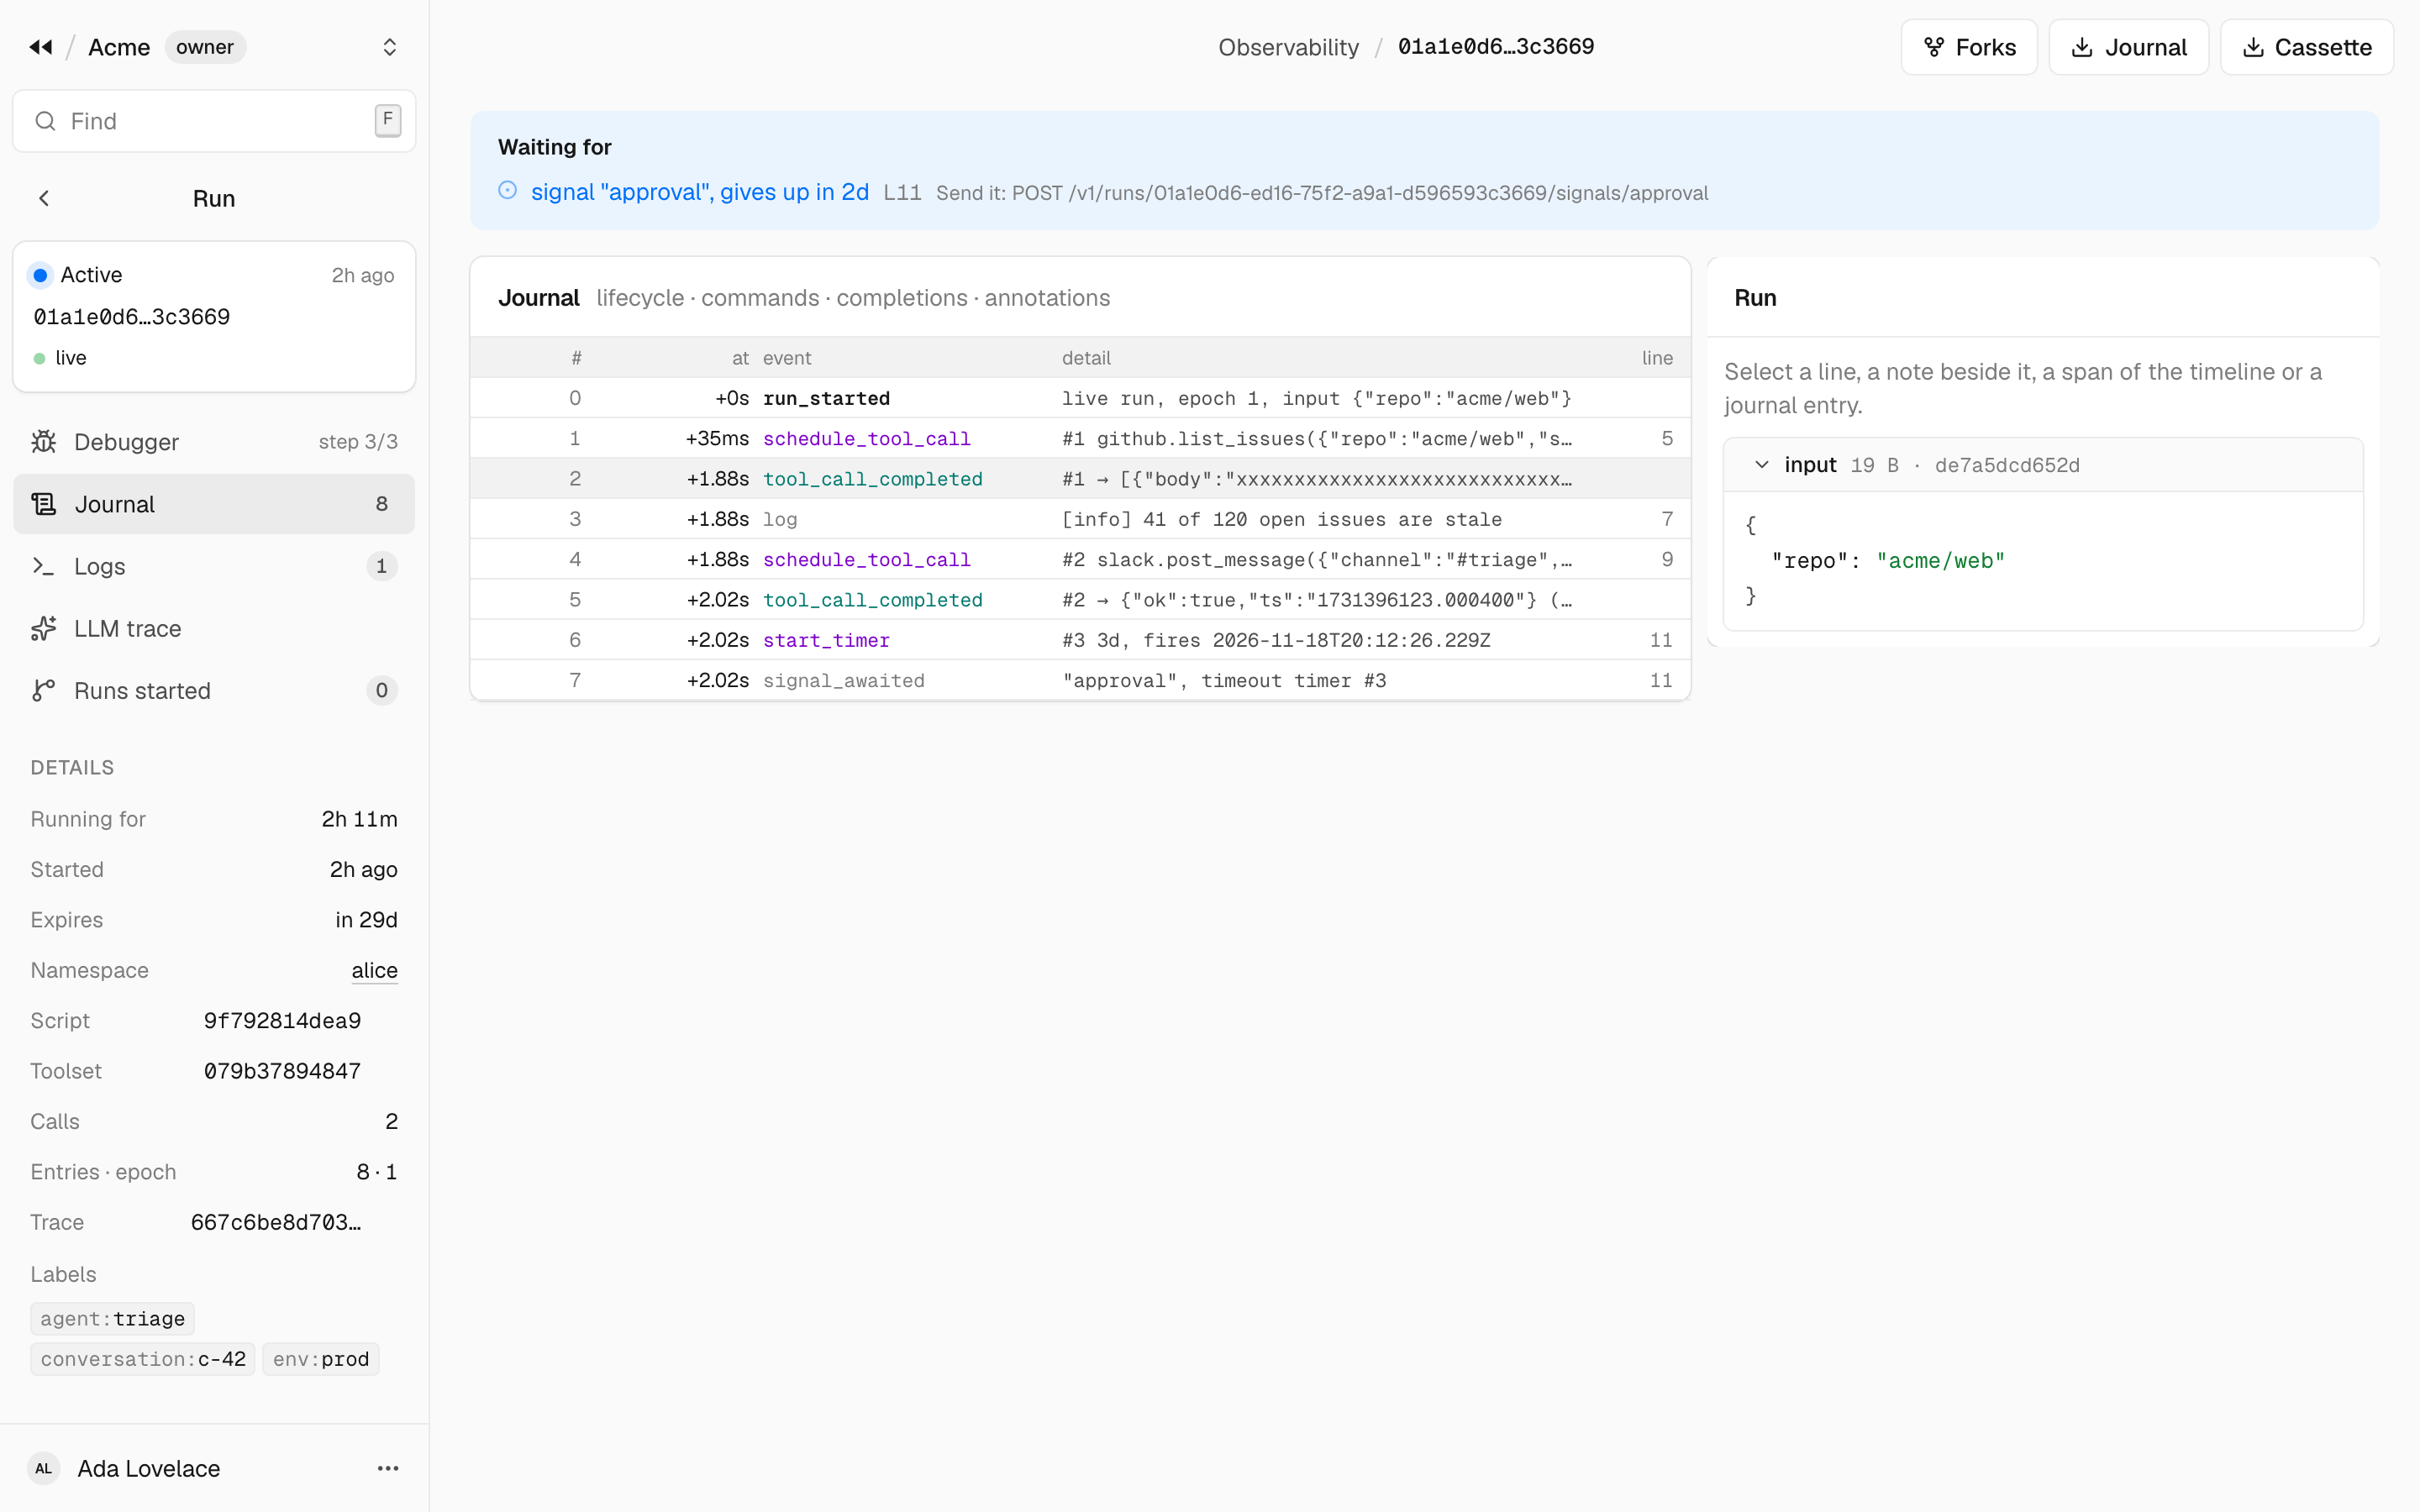 / Acme owner
Find F
Run
Active 2h ago
01a1e0d6…3c3669
live
Debugger step 3/3
Journal 8
Logs 1
LLM trace
Runs started 0
DETAILS
Running for 2h 11m
Started 2h ago
Expires in 29d
Namespace alice
Script 9f792814dea9
Toolset 079b37894847
Calls 2
Entries · epoch 8 · 1
Trace 667c6be8d703…
Labels
agent:triage
conversation:c-42 env:prod
AL Ada Lovelace
Observability / 01a1e0d6…3c3669
Forks Journal Cassette
Waiting for
signal "approval", gives up in 2d L11 Send it: POST /v1/runs/01a1e0d6-ed16-75f2-a9a1-d596593c3669/signals/approval
Journal lifecycle · commands · completions · annotations
# at event detail line
0 +0s run_started live run, epoch 1, input {"repo":"acme/web"}
1 +35ms schedule_tool_call #1 github.list_issues({"repo":"acme/web","s… 5
2 +1.88s tool_call_completed #1 → [{"body":"xxxxxxxxxxxxxxxxxxxxxxxxxxxx…
3 +1.88s log [info] 41 of 120 open issues are stale 7
4 +1.88s schedule_tool_call #2 slack.post_message({"channel":"#triage",… 9
5 +2.02s tool_call_completed #2 → {"ok":true,"ts":"1731396123.000400"} (…
6 +2.02s start_timer #3 3d, fires 2026-11-18T20:12:26.229Z 11
7 +2.02s signal_awaited "approval", timeout timer #3 11
Run
Select a line, a note beside it, a span of the timeline or a
journal entry.
input 19 B · de7a5dcd652d
{
"repo": "acme/web"
}